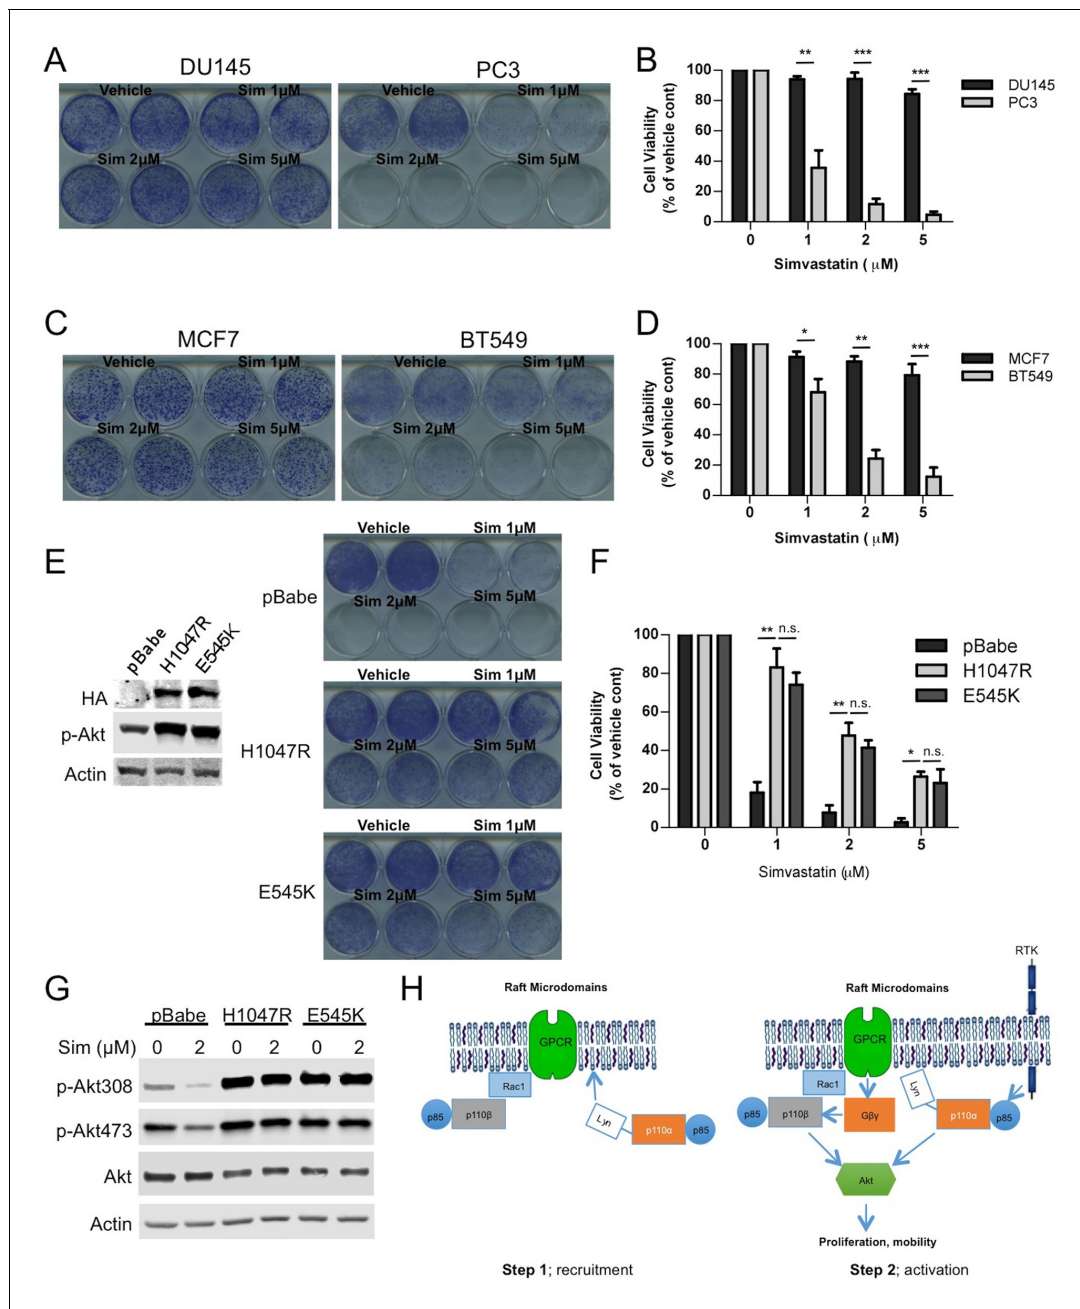 A
DU145
PC3
Vehicle
Sim 1µM
Vehicle
Sim 1µM
Sim 2µM
Sim 5µM
Sim 2µM
Sim 5µM
B
** *** ***
DU145
PC3
Cell Viability
(% of vehicle cont)
100
80
60
40
20
0
0 1 2 5
Simvastatin ( µM)
C
MCF7
BT549
Vehicle
Sim 1µM
Vehicle
Sim 1µM
Sim 2µM
Sim 5µM
Sim 2µM
Sim 5µM
D
* ** ***
MCF7
BT549
Cell Viability
(% of vehicle cont)
100
80
60
40
20
0
0 1 2 5
Simvastatin ( µM)
E
pBabe
H1047R
E545K
HA
p-Akt
Actin
Vehicle
Sim 1µM
pBabe
Sim 2µM
Sim 5µM
Vehicle
Sim 1µM
H1047R
Sim 2µM
Sim 5µM
Vehicle
Sim 1µM
E545K
Sim 2µM
Sim 5µM
F
** n.s.
** n.s.
* n.s.
pBabe
H1047R
E545K
Cell Viability
(% of vehicle cont)
100
80
60
40
20
0
0 1 2 5
Simvastatin (µM)
G
pBabe H1047R E545K
Sim (µM) 0 2 0 2 0 2
p-Akt308
p-Akt473
Akt
Actin
H
Raft Microdomains
GPCR
Rac1
p85
p110β
Lyn
p110α
p85
Step 1; recruitment
RTK
Raft Microdomains
GPCR
Rac1
Lyn
p85
p110β
Gβγ
p110α
p85
Akt
Proliferation, mobility
Step 2; activation